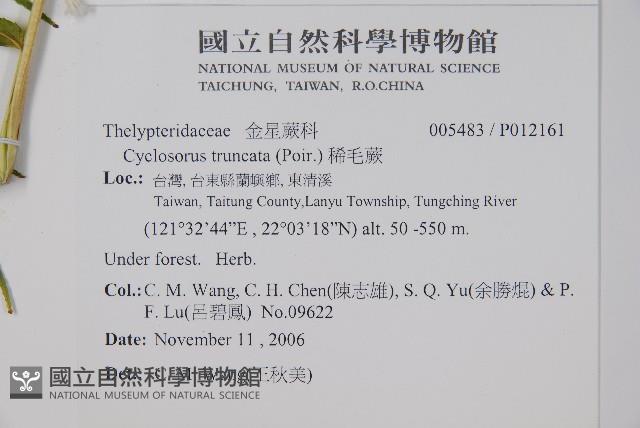 國立自然科學博物館
NATIONAL MUSEUM OF NATURAL SCIENCE
TAICHUNG, TAIWAN, R.O.CHINA
Thelypteridaceae 金星蕨科 005483 / P012161
Cyclosorus truncata (Poir.) 稀毛蕨
Loc.: 台灣, 台東縣蘭嶼鄉, 東清溪
Taiwan, Taitung County,Lanyu Township, Tungching River
(121°32'44”E , 22°03'18”N) alt. 50 -550 m.
Under forest. Herb.
Col.: C. M. Wang, C. H. Chen(陳志雄), S. Q. Yu(余勝焜) & P.
F. Lu(呂碧鳳) No.09622
Date: November 11 , 2006
Det.: C. M. Wang(王秋美)
國立自然科學博物館
NATIONAL MUSEUM OF NATURAL SCIENCE